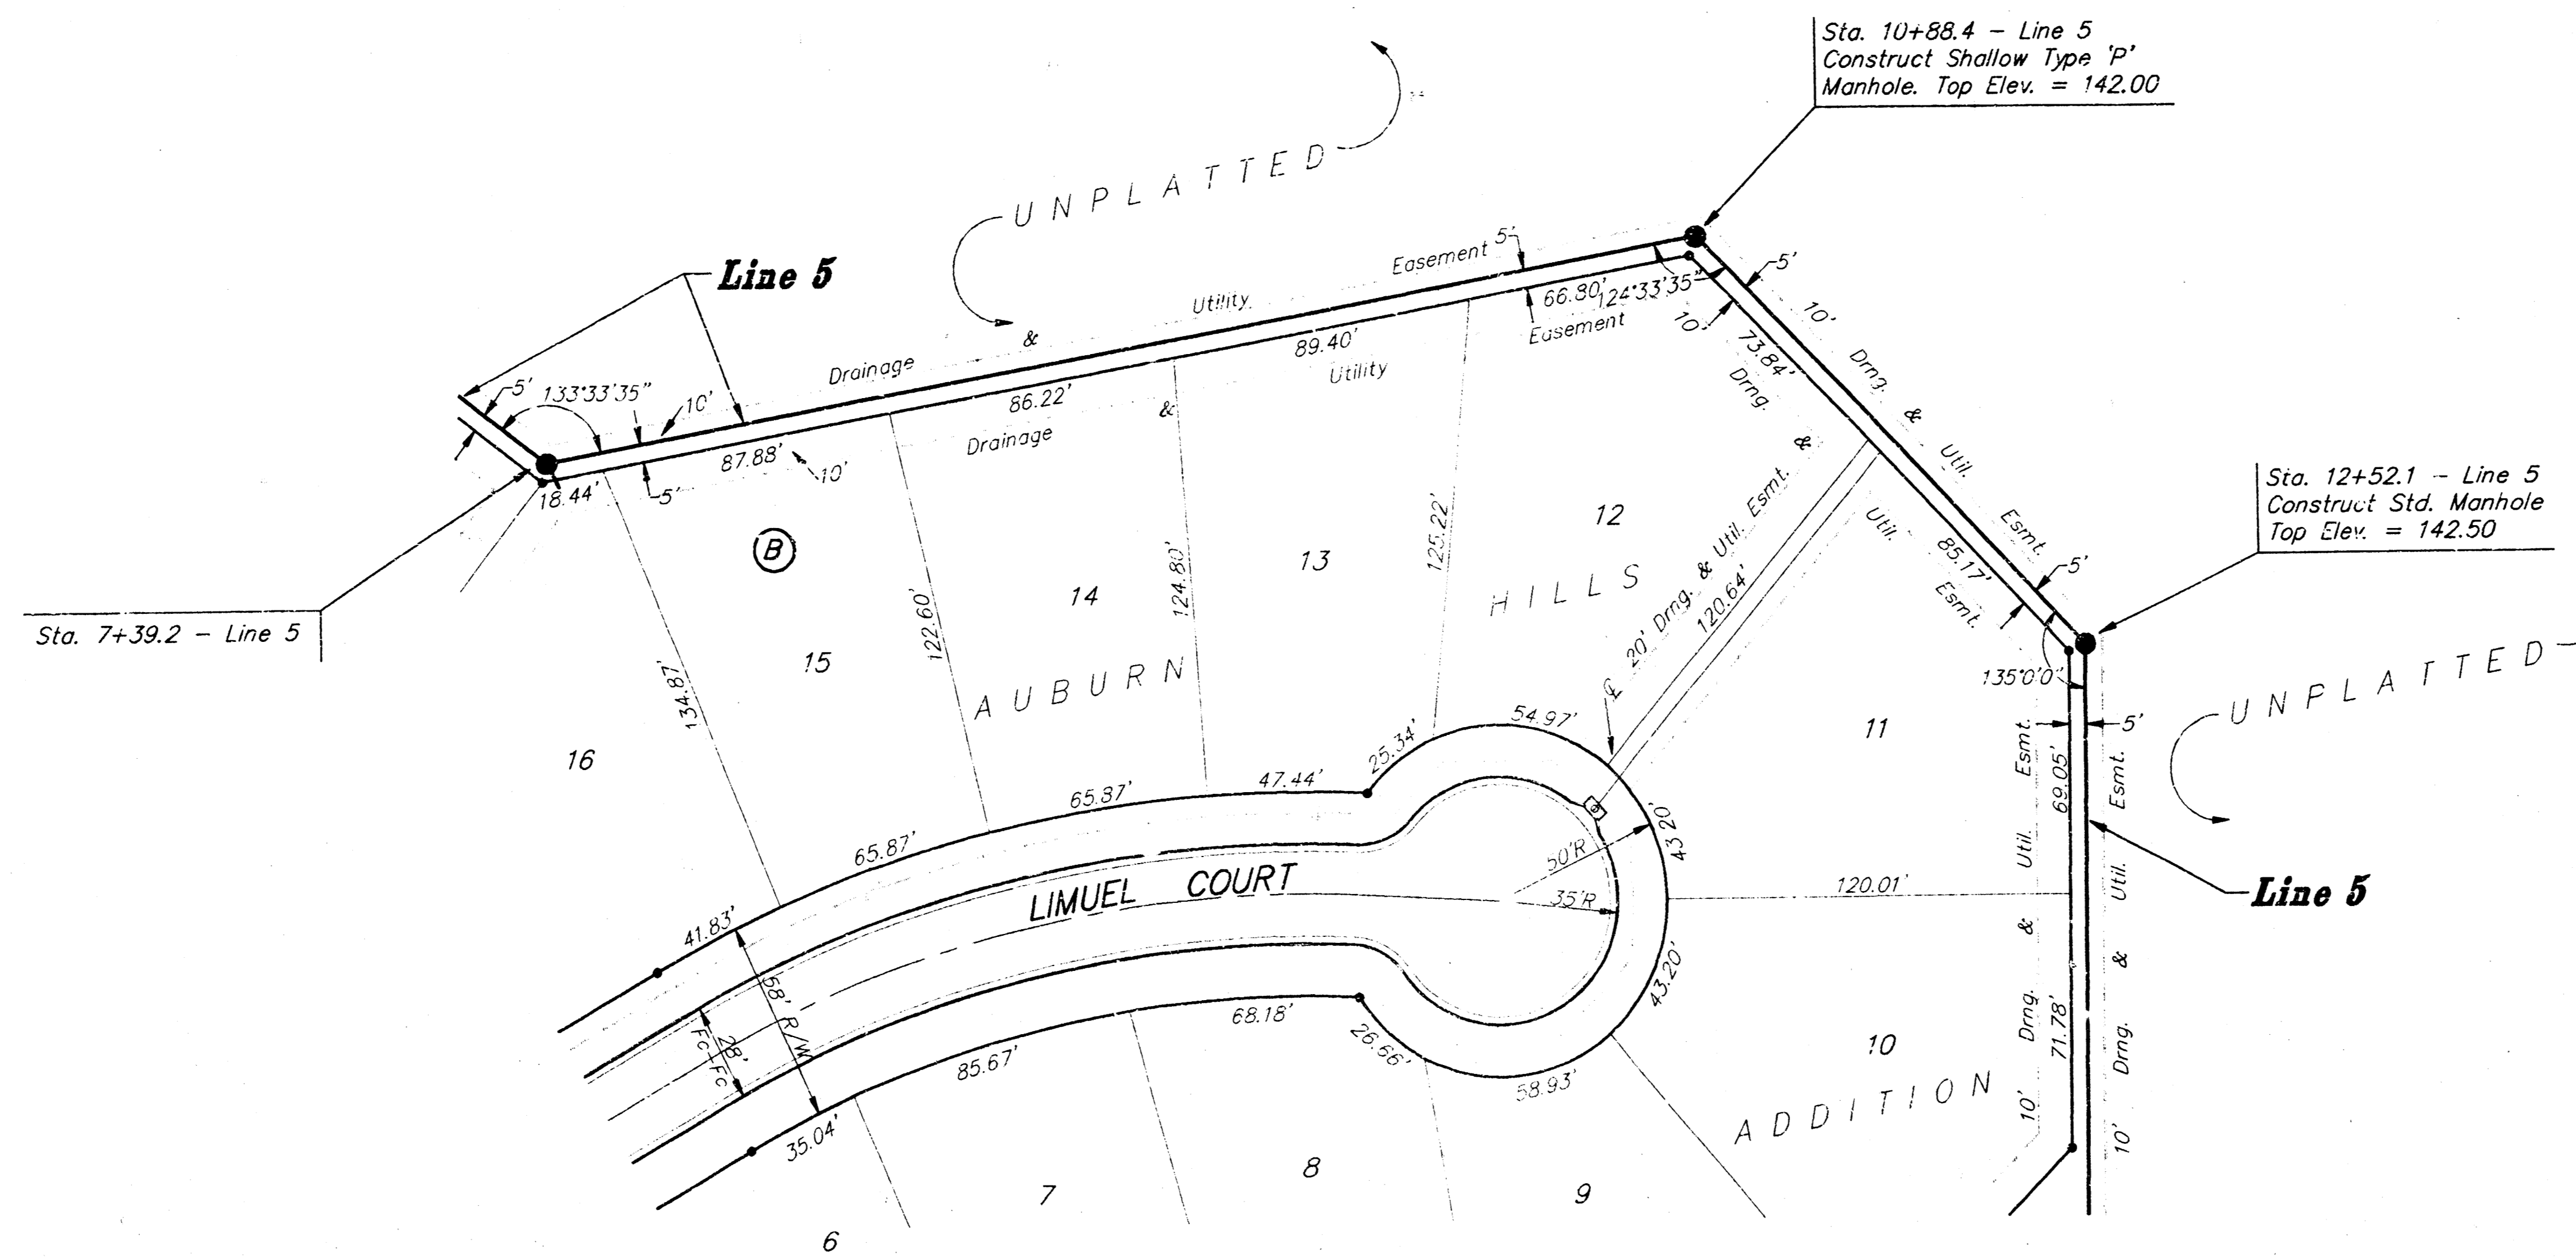 Sta. 10+88.4 - Line 5
Construct Shallow Type 'P'
Manhole. Top Elev. = 142.00
UNPLATTED
Line 5
Drainage & Utility Easement
5'
66.80'
124°33'35"
5'
10'
10'
Easement
89.40'
Utility
73.84'
Drng. & Util. Esmt.
10' Drng. & Util. Esmt.
5'
133°33'35"
10'
86.22'
&
Drainage
87.88'
10'
18.44'
5'
Sta. 7+39.2 - Line 5
Sta. 12+52.1 - Line 5
Construct Std. Manhole
Top Elev. = 142.50
B
12
13
14
15
16
11
10
9
8
7
6
125.22'
124.80'
122.60'
134.87'
20' Drng. & Util. Esmt.
120.64'
85.17'
5'
135°0'0"
5'
UNPLATTED
AUBURN
HILLS
ADDITION
54.97'
25.34'
47.44'
65.87'
65.87'
41.83'
LIMUEL COURT
50'R
35'R
43.20'
43.20'
120.01'
69.05'
71.78'
10' Drng. & Util. Esmt.
10' Drng. & Util. Esmt.
Line 5
58' R/W
28'
FC-FC
68.18'
26.66'
58.93'
85.67'
35.04'